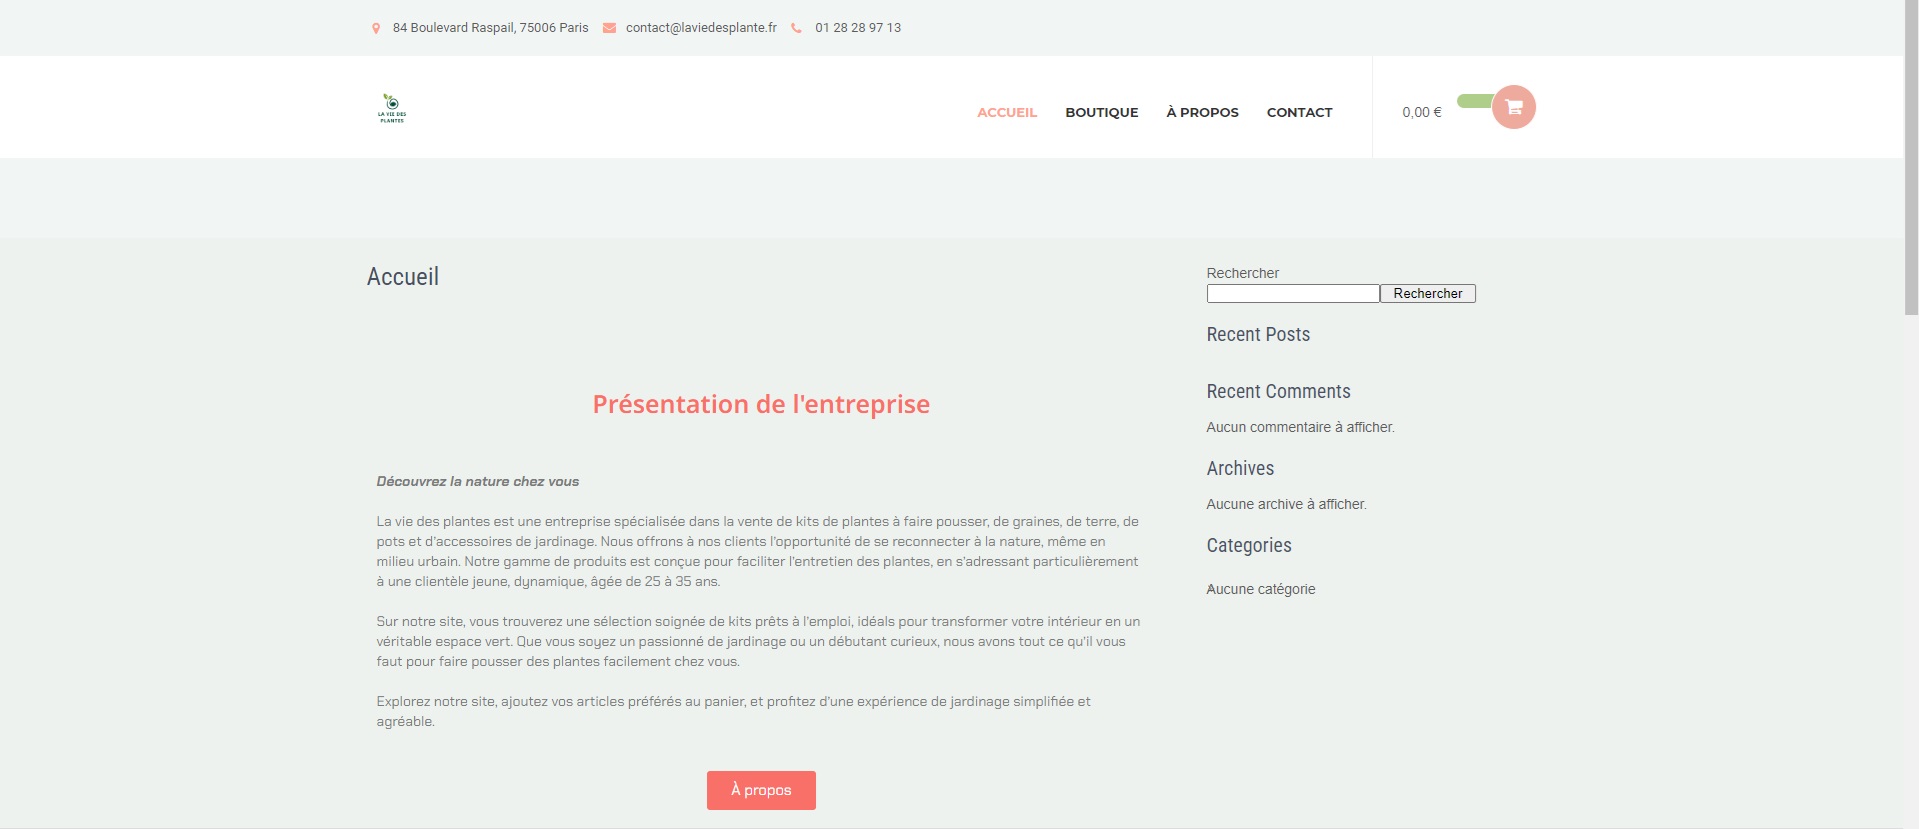 84 Boulevard Raspail, 75006 Paris contact@laviedesplante.fr 01 28 28 97 13
LA VIE DES
PLANTES
ACCUEIL BOUTIQUE À PROPOS CONTACT 0,00 €
Accueil
Présentation de l'entreprise
Découvrez la nature chez vous
La vie des plantes est une entreprise spécialisée dans la vente de kits de plantes à faire pousser, de graines, de terre, de
pots et d'accessoires de jardinage. Nous offrons à nos clients l'opportunité de se reconnecter à la nature, même en
milieu urbain. Notre gamme de produits est conçue pour faciliter l'entretien des plantes, en s'adressant particulièrement
à une clientèle jeune, dynamique, âgée de 25 à 35 ans.
Sur notre site, vous trouverez une sélection soignée de kits prêts à l'emploi, idéals pour transformer votre intérieur en un
véritable espace vert. Que vous soyez un passionné de jardinage ou un débutant curieux, nous avons tout ce qu'il vous
faut pour faire pousser des plantes facilement chez vous.
Explorez notre site, ajoutez vos articles préférés au panier, et profitez d'une expérience de jardinage simplifiée et
agréable.
À propos
Rechercher
Rechercher
Recent Posts
Recent Comments
Aucun commentaire à afficher.
Archives
Aucune archive à afficher.
Categories
Aucune catégorie